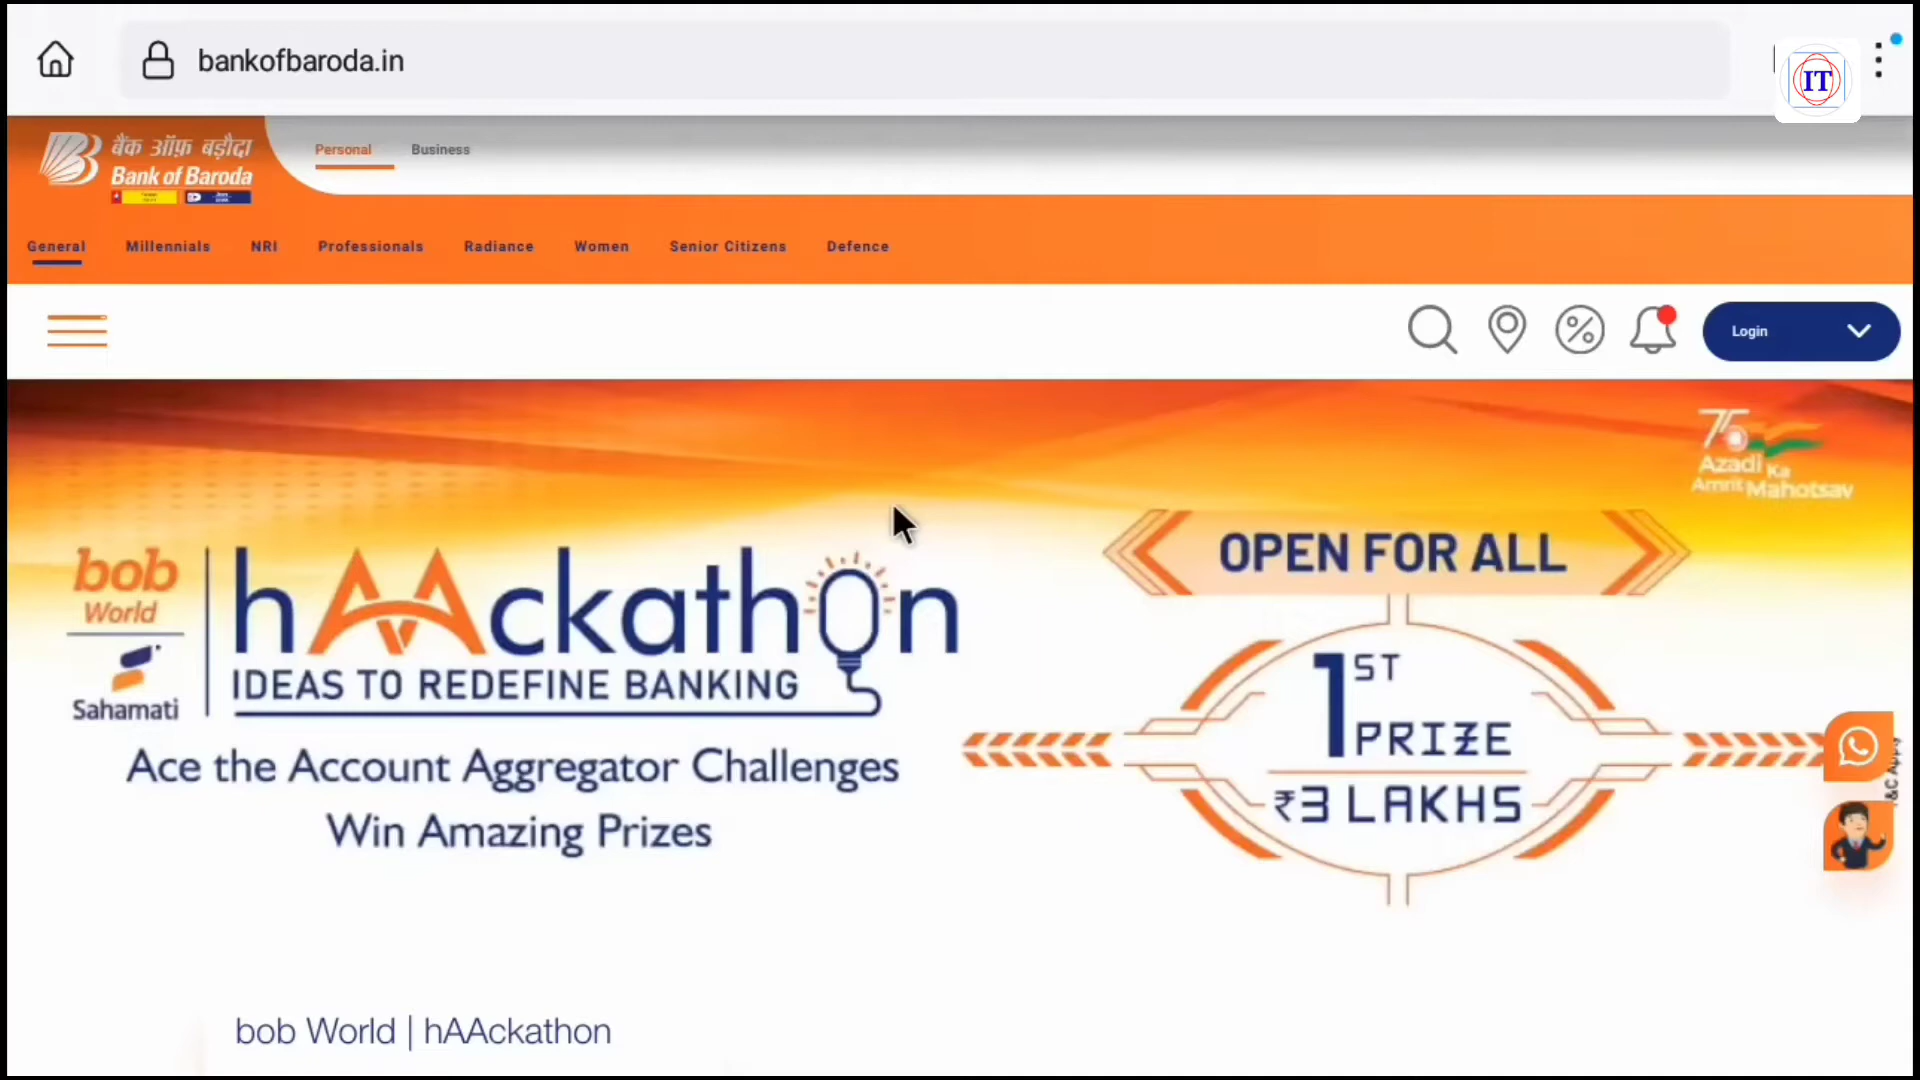 bankofbaroda.in
IT
बैंक ऑफ़ बड़ौदा
Bank of Baroda
Personal Business
General Millennials NRI Professionals Radiance Women Senior Citizens Defence
Login
75
Azadi Ka
Amrit Mahotsav
bob
World
Sahamati
hAAckathon
IDEAS TO REDEFINE BANKING
Ace the Account Aggregator Challenges
Win Amazing Prizes
OPEN FOR ALL
1ST
PRIZE
₹3 LAKHS
bob World | hAAckathon